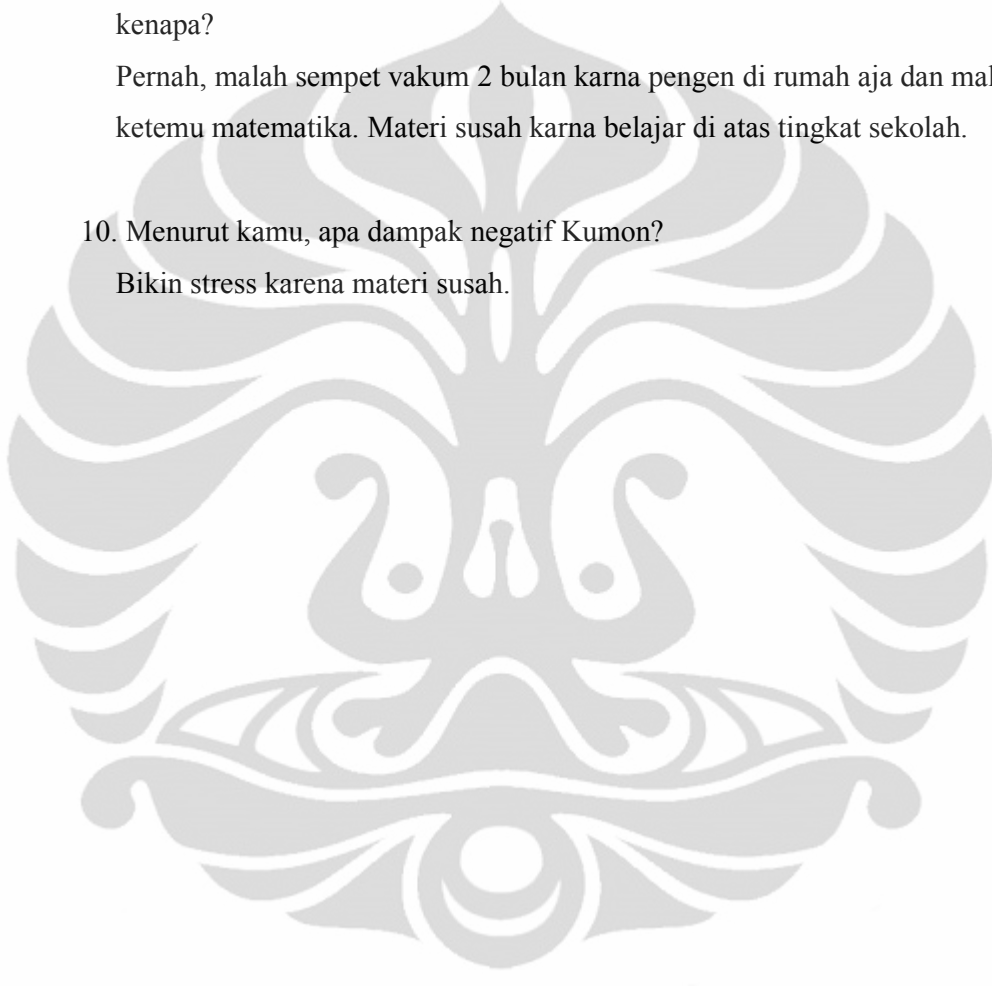 kenapa?
Pernah, malah sempet vakum 2 bulan karna pengen di rumah aja dan
ketemu matematika. Materi susah karna belajar di atas tingkat sekolah.
10. Menurut kamu, apa dampak negatif Kumon?
Bikin stress karena materi susah.